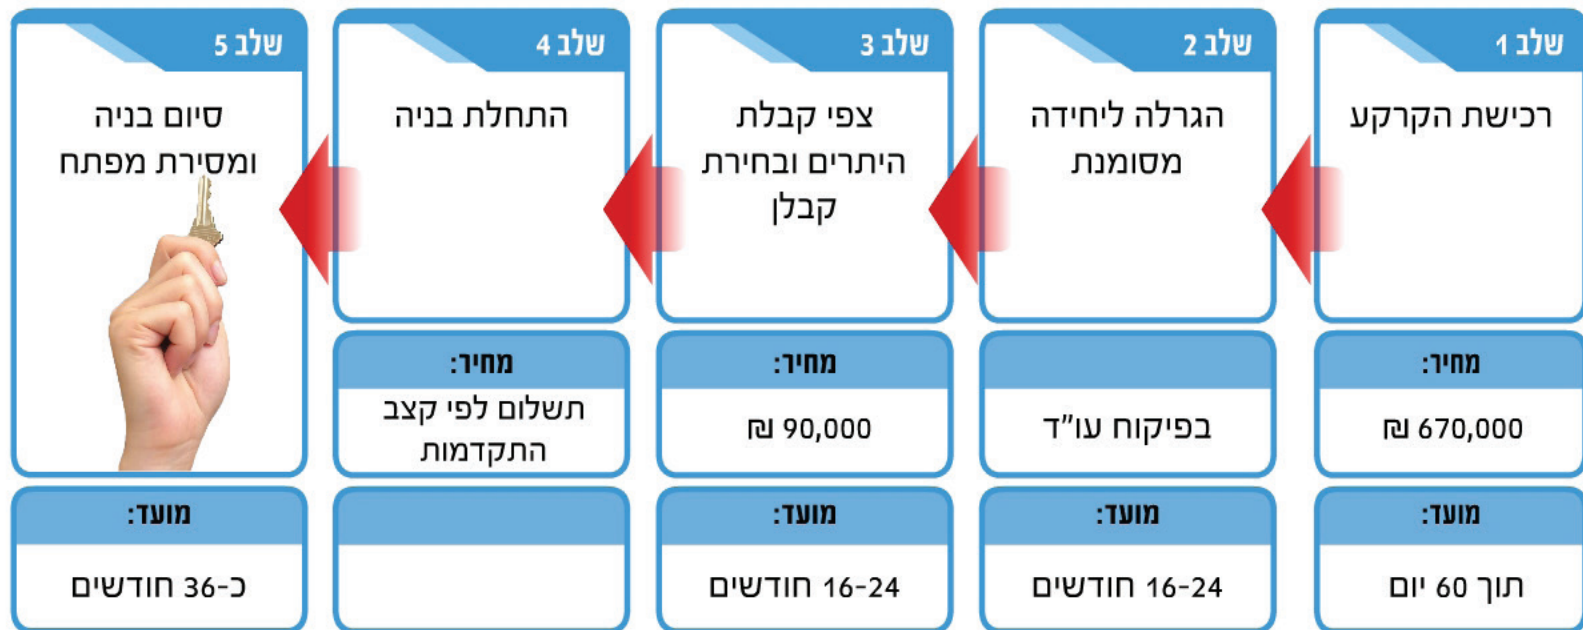 שלב 1
רכישת הקרקע
מחיר:
670,000 ₪
מועד:
תוך 60 יום
שלב 2
הגרלה ליחידה
מסומנת
בפיקוח עו"ד
מועד:
16-24 חודשים
שלב 3
צפי קבלת
היתרים ובחירת
קבלן
מחיר:
90,000 ₪
מועד:
16-24 חודשים
שלב 4
התחלת בניה
מחיר:
תשלום לפי קצב
התקדמות
שלב 5
סיום בניה
ומסירת מפתח
מועד:
כ-36 חודשים